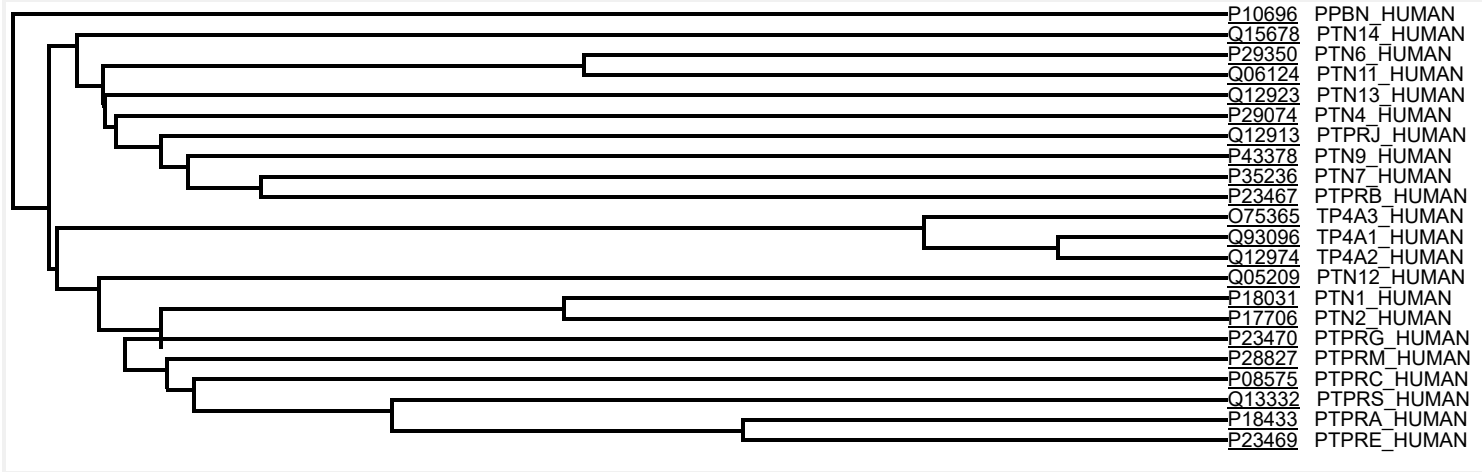 P10696 PPBN_HUMAN
Q15678 PTN14_HUMAN
P29350 PTN6_HUMAN
Q06124 PTN11_HUMAN
Q12923 PTN13_HUMAN
P29074 PTN4_HUMAN
Q12913 PTPRJ_HUMAN
P43378 PTN9_HUMAN
P35236 PTN7_HUMAN
P23467 PTPRB_HUMAN
O75365 TP4A3_HUMAN
Q93096 TP4A1_HUMAN
Q12974 TP4A2_HUMAN
Q05209 PTN12_HUMAN
P18031 PTN1_HUMAN
P17706 PTN2_HUMAN
P23470 PTPRG_HUMAN
P28827 PTPRM_HUMAN
P08575 PTPRC_HUMAN
Q13332 PTPRS_HUMAN
P18433 PTPRA_HUMAN
P23469 PTPRE_HUMAN